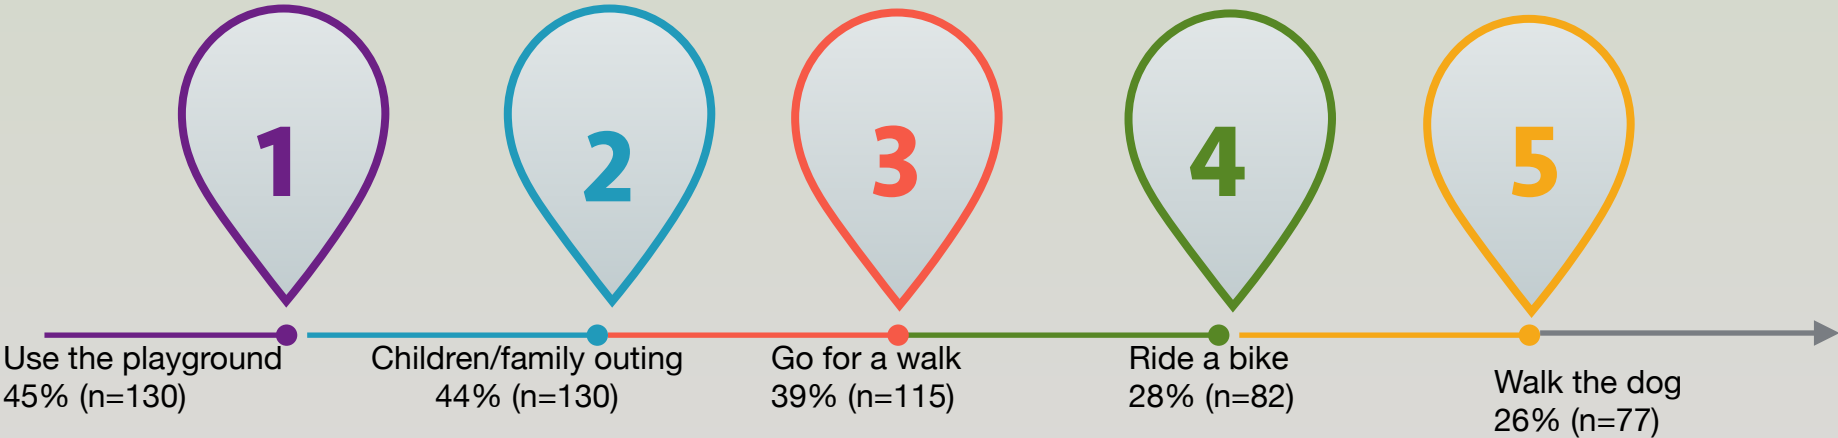 1
2
3
4
5
Use the playground
45% (n=130)
Children/family outing
44% (n=130)
Go for a walk
39% (n=115)
Ride a bike
28% (n=82)
Walk the dog
26% (n=77)